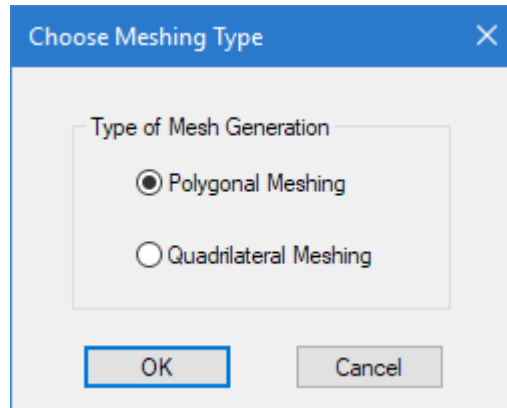 Choose Meshing Type
Type of Mesh Generation
Polygonal Meshing
Quadrilateral Meshing
OK
Cancel